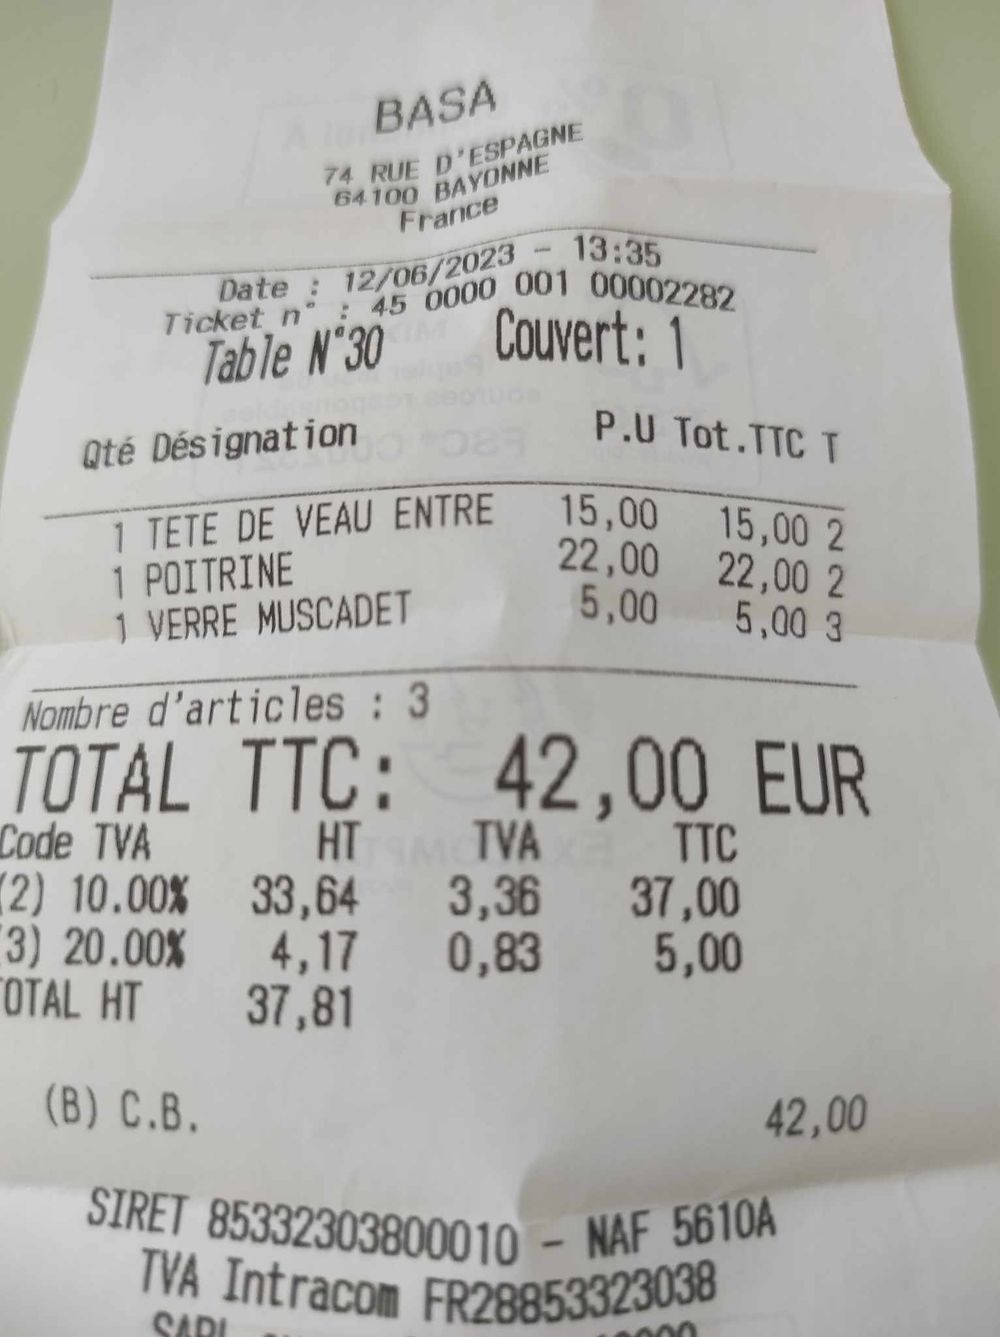 BASA
74 RUE D'ESPAGNE
64100 BAYONNE
France
Date : 12/06/2023 - 13:35
Ticket n° : 45 0000 001 00002282
Table N°30 Couvert: 1
Qté Désignation P.U Tot.TTC T
1 TETE DE VEAU ENTRE 15,00 15,00 2
1 POITRINE 22,00 22,00 2
1 VERRE MUSCADET 5,00 5,00 3
Nombre d'articles : 3
TOTAL TTC: 42,00 EUR
Code TVA HT TVA TTC
(2) 10.00% 33,64 3,36 37,00
(3) 20.00% 4,17 0,83 5,00
TOTAL HT 37,81
(B) C.B. 42,00
SIRET 85332303800010 - NAF 5610A
TVA Intracom FR28853323038
SARL